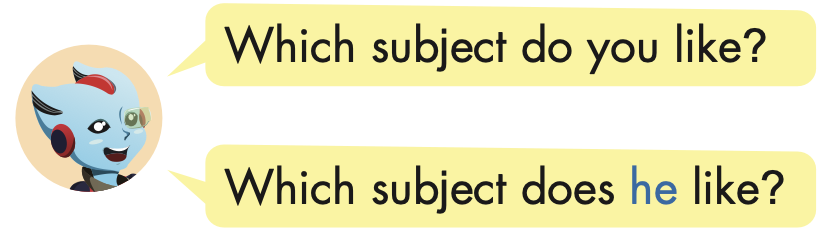 Which subject do you like?
Which subject does he like?